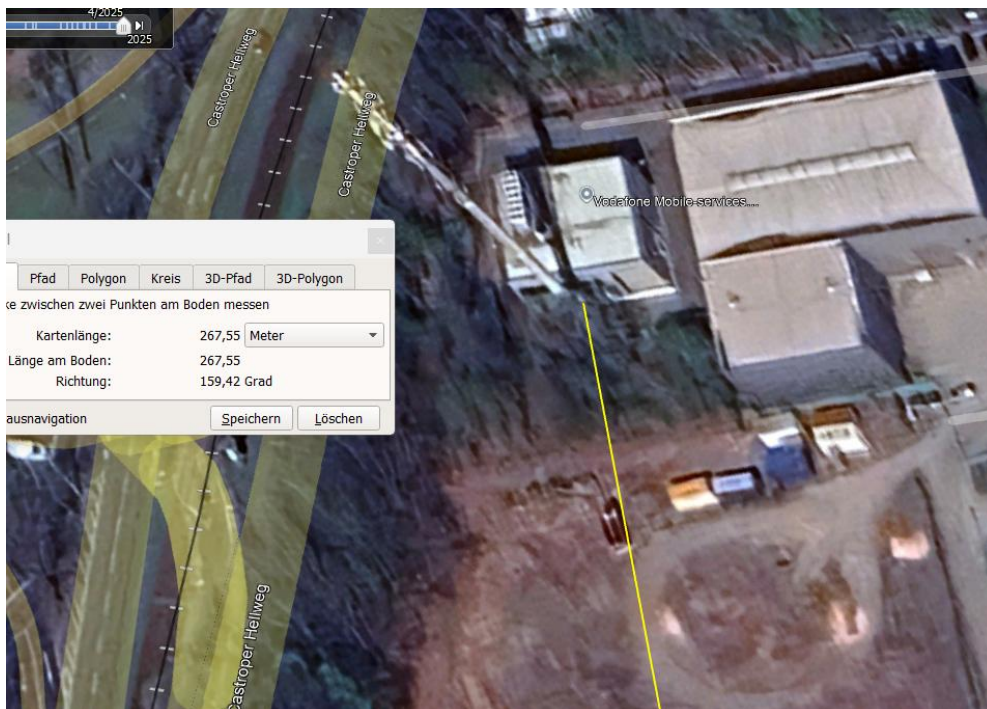 4/2025
2025
Castroper Hellweg
Castroper Hellweg
Vodafone Mobile-services....
l
Pfad Polygon Kreis 3D-Pfad 3D-Polygon
ke zwischen zwei Punkten am Boden messen
Kartenlänge: 267,55 Meter
Länge am Boden: 267,55
Richtung: 159,42 Grad
ausnavigation Speichern Löschen
Castroper Hellweg